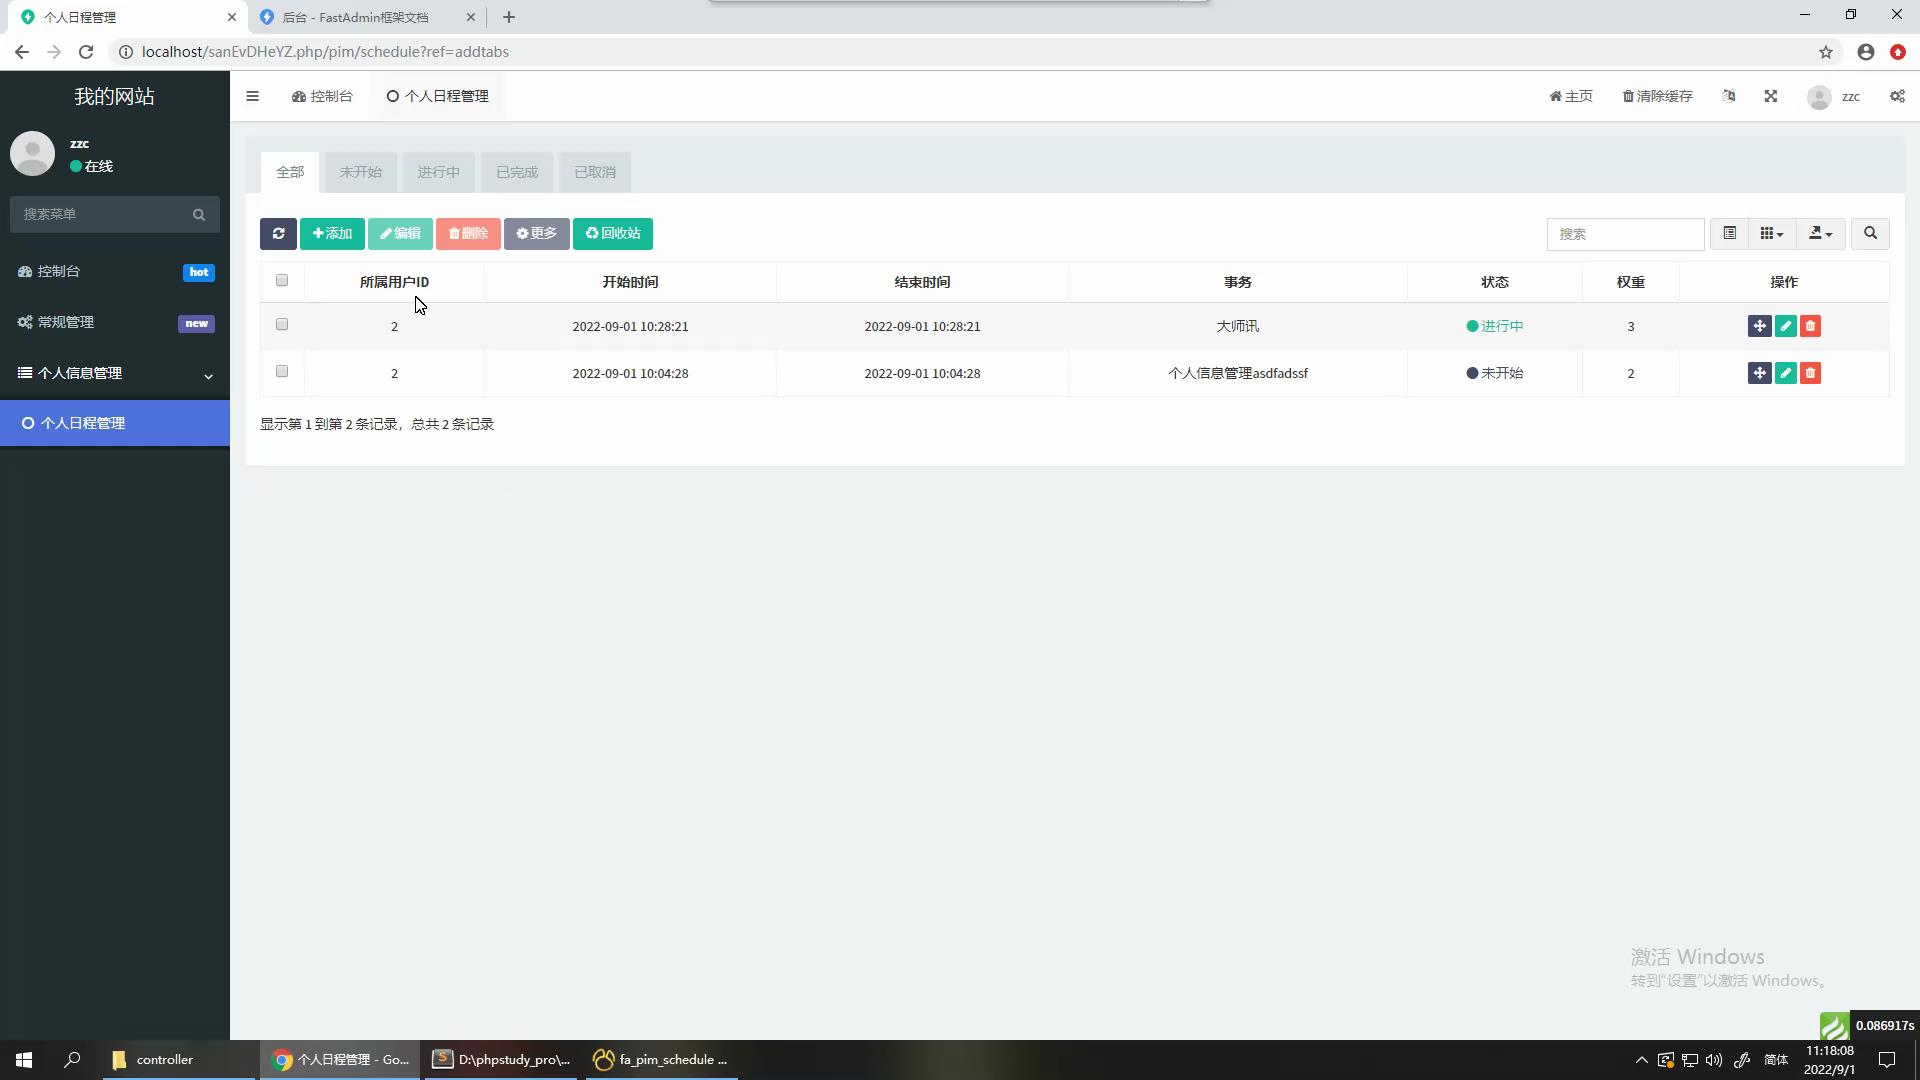 个人日程管理
后台 - FastAdmin框架文档
localhost/sanEvDHeYZ.php/pim/schedule?ref=addtabs
我的网站
控制台
个人日程管理
主页
清除缓存
zzc
zzc
在线
搜索菜单
控制台 hot
常规管理 new
个人信息管理
个人日程管理
全部 未开始 进行中 已完成 已取消
添加 编辑 删除 更多 回收站
搜索
所属用户ID 开始时间 结束时间 事务 状态 权重 操作
2 2022-09-01 10:28:21 2022-09-01 10:28:21 大师讯 进行中 3
2 2022-09-01 10:04:28 2022-09-01 10:04:28 个人信息管理asdfadssf 未开始 2
显示第 1 到第 2 条记录，总共 2 条记录
激活 Windows
转到"设置"以激活 Windows。
0.086917s
controller
个人日程管理 - Go...
D:\phpstudy_pro\...
fa_pim_schedule ...
简体
11:18:08
2022/9/1